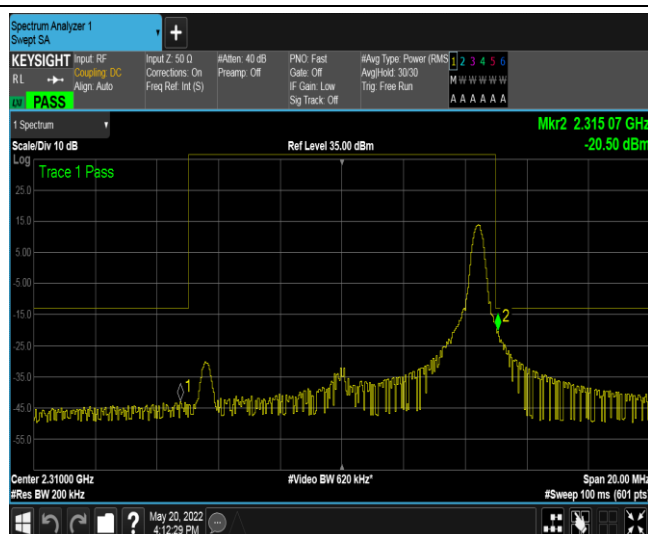 Spectrum Analyzer 1
Swept SA
+
KEYSIGHT
Input: RF
Input Z: 50 Ω
#Atten: 40 dB
PNO: Fast
#Avg Type: Power (RMS
1 2 3 4 5 6
RL
Coupling: DC
Corrections: On
Preamp: Off
Gate: Off
Avg|Hold: 30/30
M W W W W W
Align: Auto
Freq Ref: Int (S)
IF Gain: Low
Trig: Free Run
LXI PASS
Sig Track: Off
A A A A A A
1 Spectrum
Mkr2 2.315 07 GHz
Scale/Div 10 dB
Ref Level 35.00 dBm
-20.50 dBm
Log
Trace 1 Pass
25.0
15.0
5.00
-5.00
-15.0
2
-25.0
-35.0
1
-45.0
-55.0
Center 2.31000 GHz
#Video BW 620 kHz*
Span 20.00 MHz
#Res BW 200 kHz
#Sweep 100 ms (601 pts)
?
May 20, 2022
4:12:29 PM